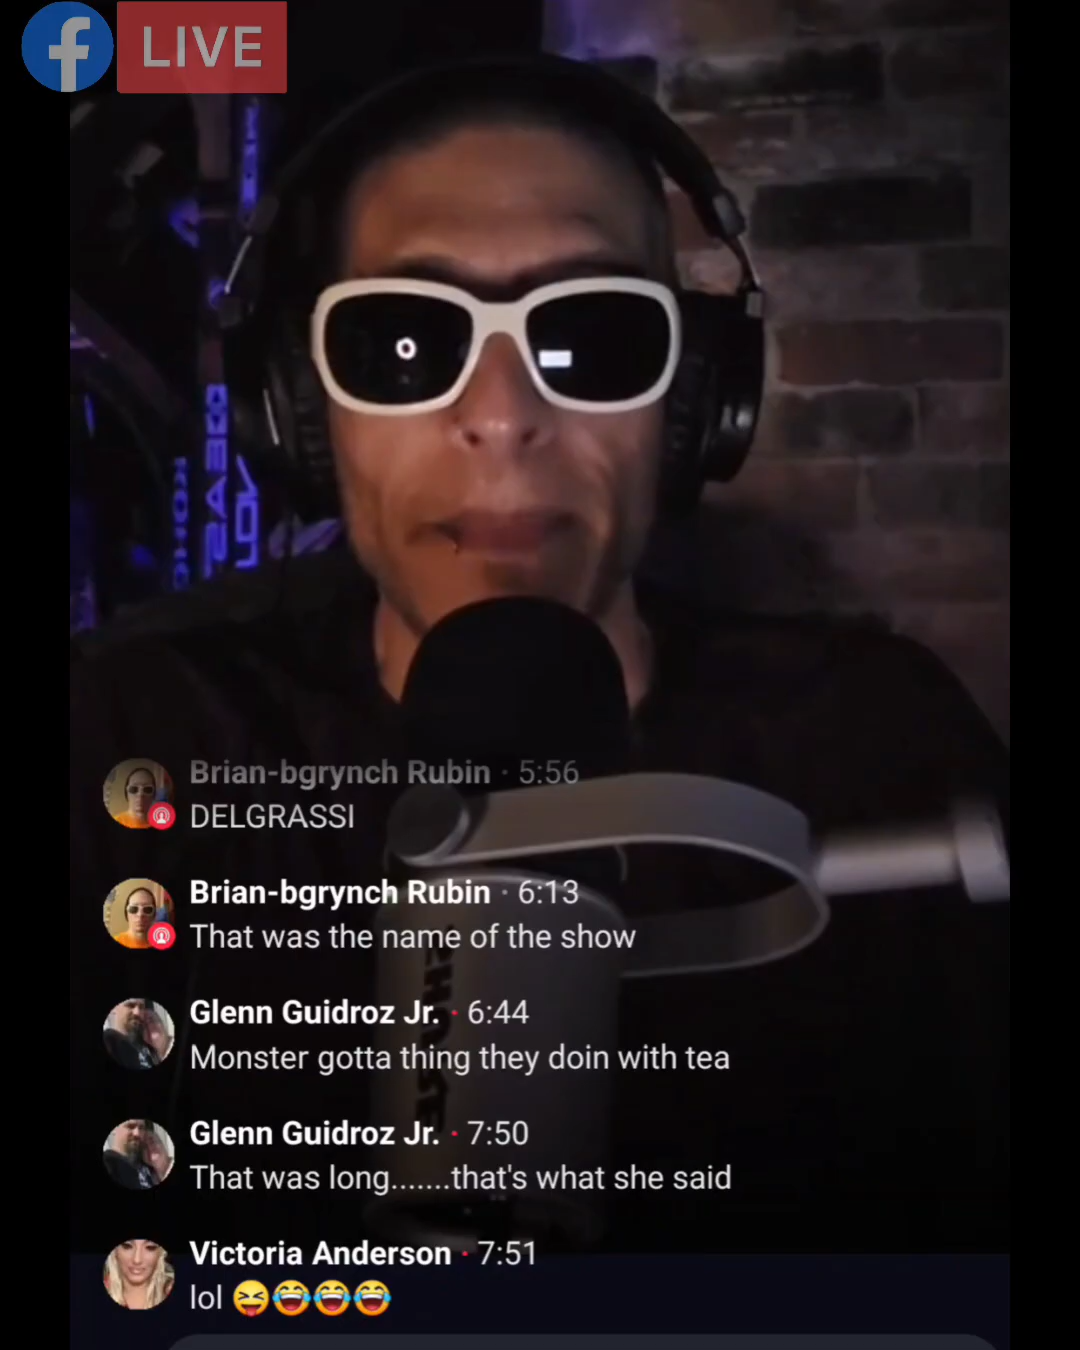 f LIVE
Brian-bgrynch Rubin · 5:56
DELGRASSI
Brian-bgrynch Rubin · 6:13
That was the name of the show
Glenn Guidroz Jr. · 6:44
Monster gotta thing they doin with tea
Glenn Guidroz Jr. · 7:50
That was long.......that's what she said
Victoria Anderson · 7:51
lol 😝😂😂😂